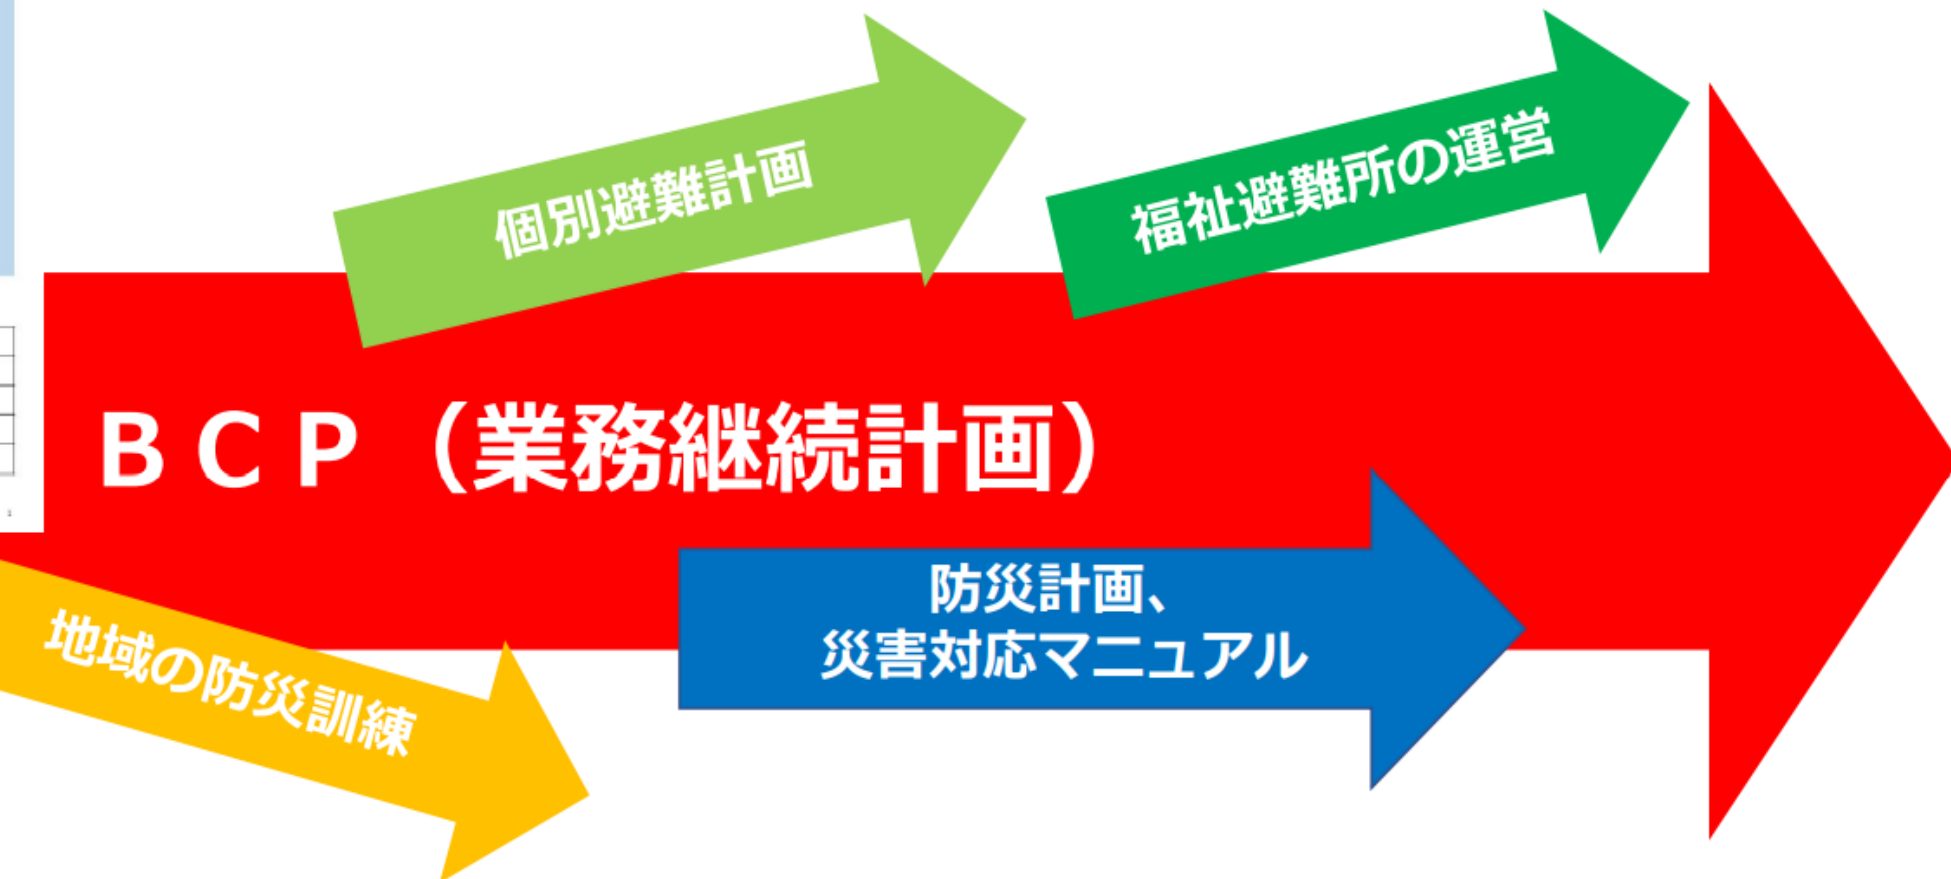 個別避難計画
福祉避難所の運営
ＢＣＰ（業務継続計画）
防災計画、
災害対応マニュアル
地域の防災訓練